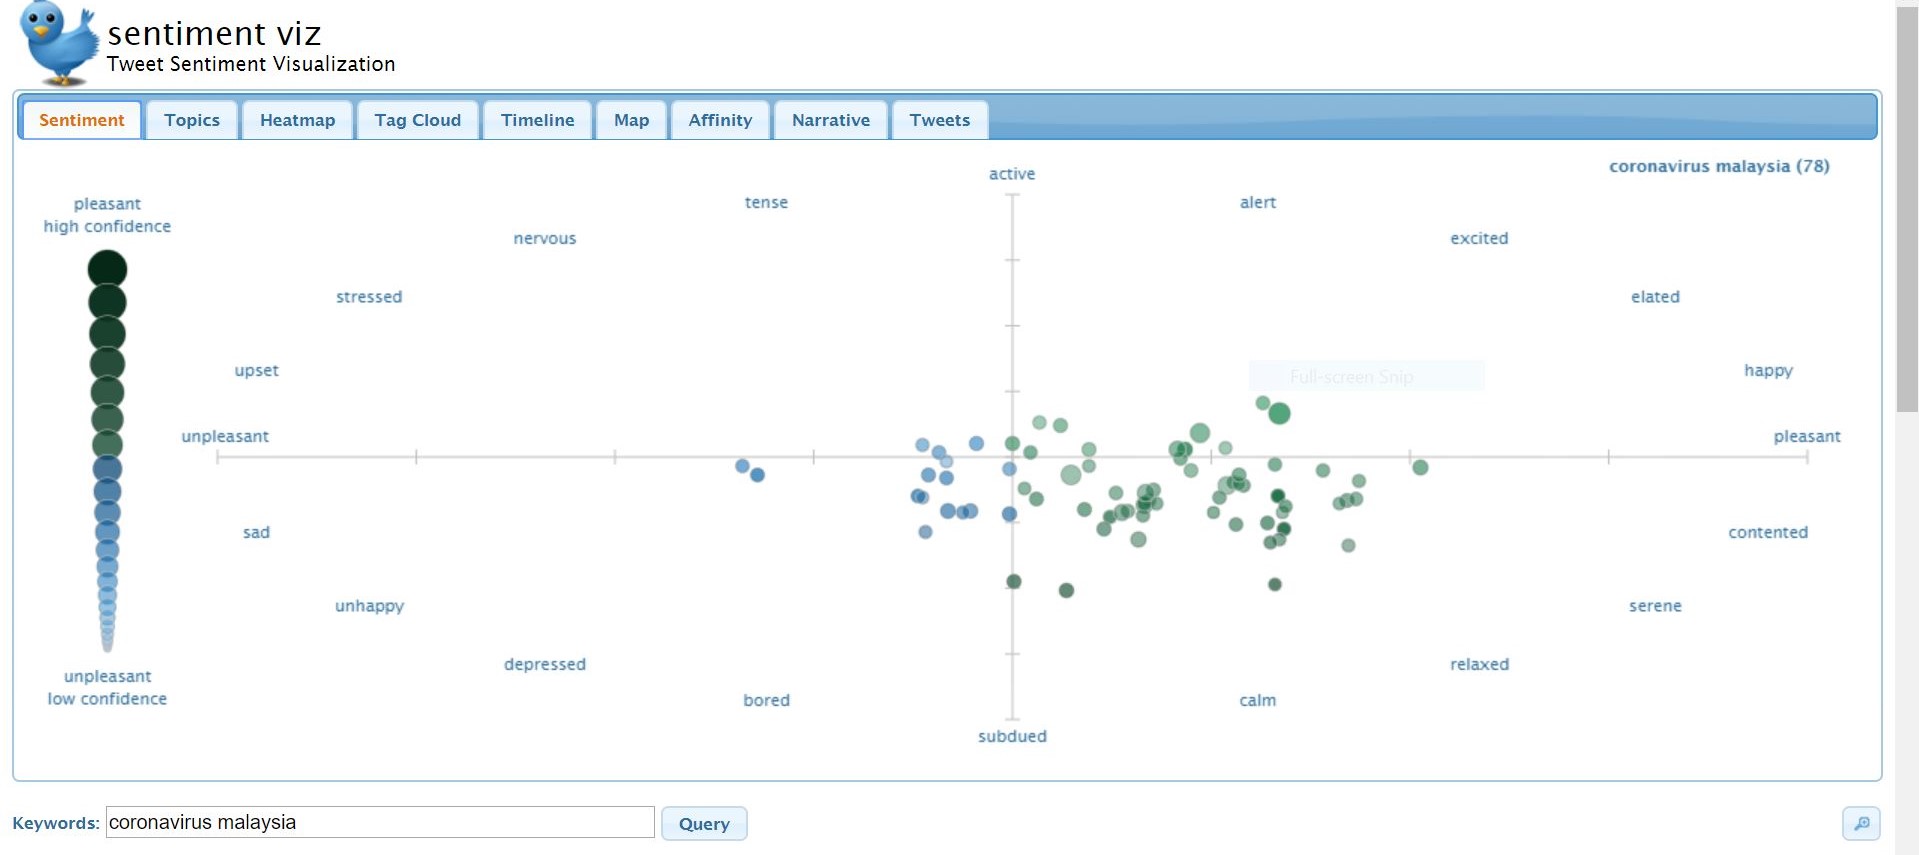 sentiment viz
Tweet Sentiment Visualization
Sentiment Topics Heatmap Tag Cloud Timeline Map Affinity Narrative Tweets
coronavirus malaysia (78)
active
pleasant
high confidence
tense
alert
nervous
excited
stressed
elated
upset
Full-screen Snip
happy
unpleasant
pleasant
sad
contented
unhappy
serene
depressed
relaxed
unpleasant
low confidence
bored
calm
subdued
Keywords: coronavirus malaysia Query